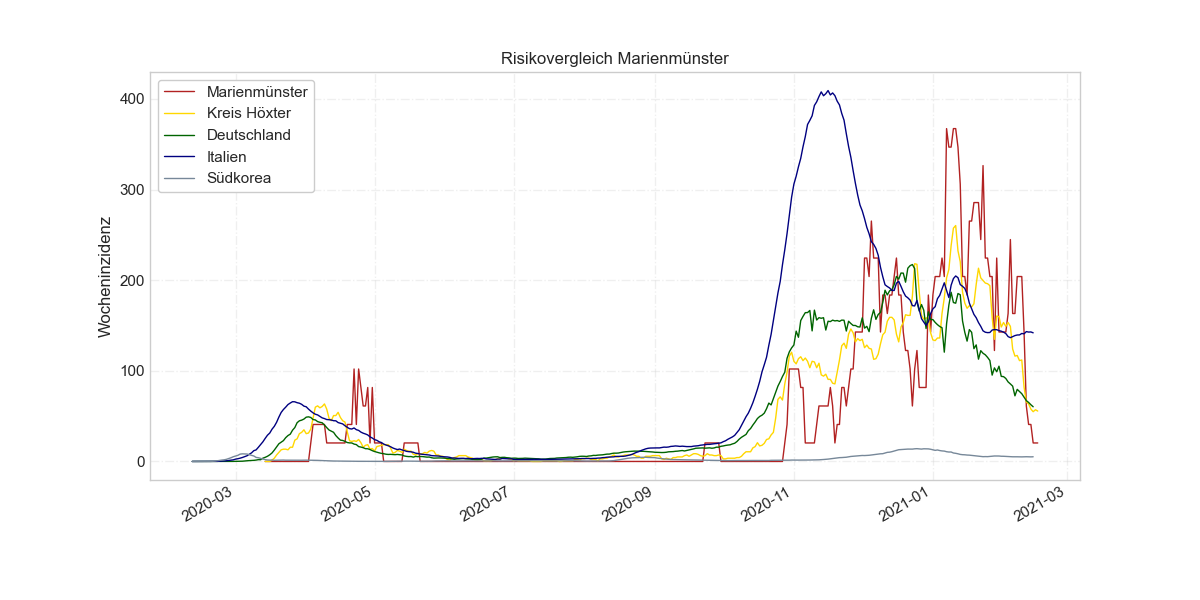 Risikovergleich Marienmünster
Marienmünster
Kreis Höxter
Deutschland
Italien
Südkorea
Wocheninzidenz
400
300
200
100
0
2020-03
2020-05
2020-07
2020-09
2020-11
2021-01
2021-03